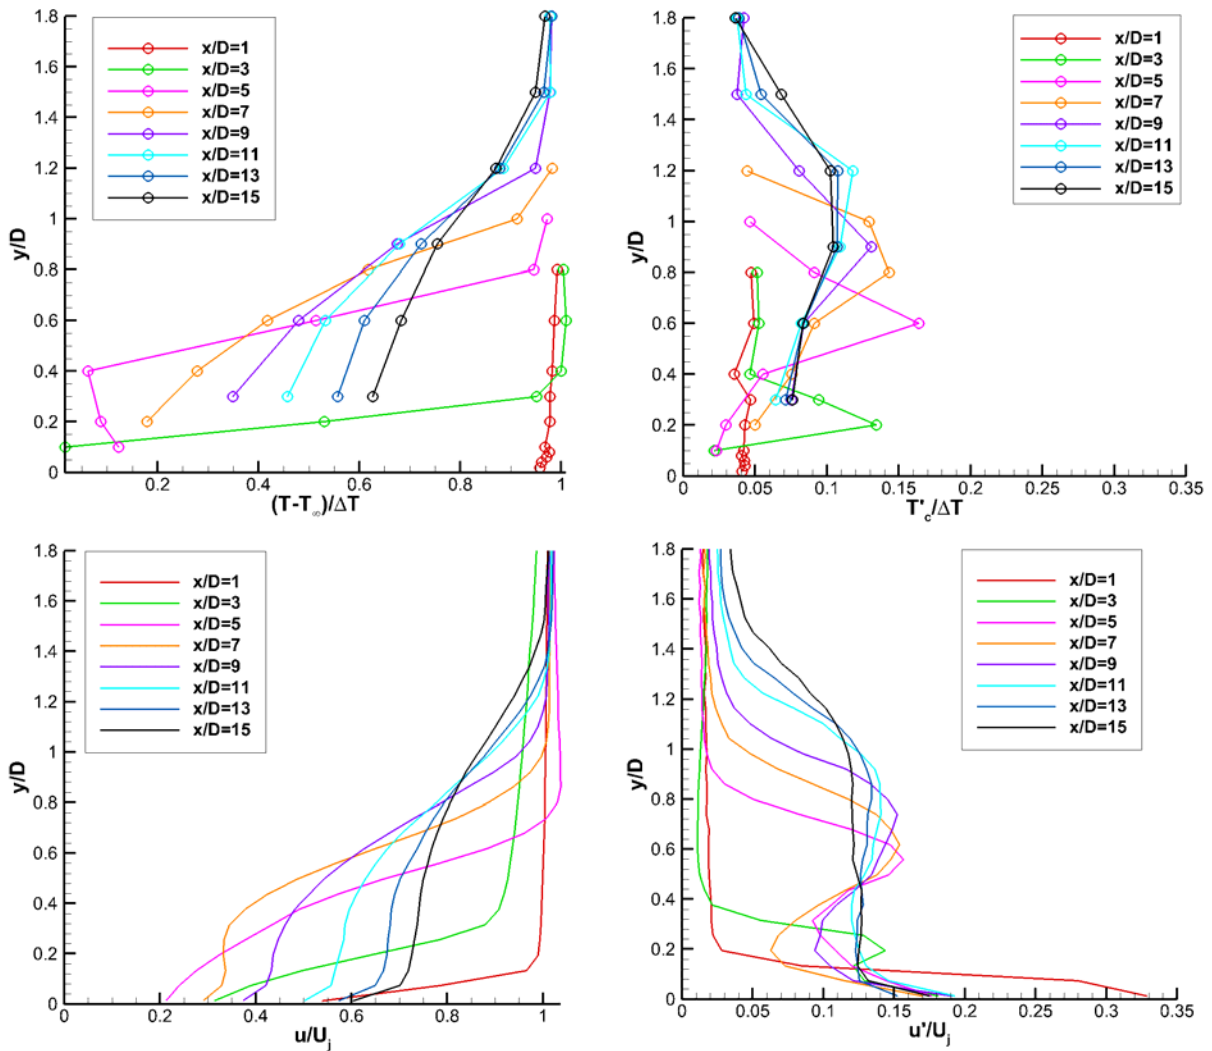 1.8
1.6
1.4
1.2
1
0.8
0.6
0.4
0.2
0
y/D
x/D=1
x/D=3
x/D=5
x/D=7
x/D=9
x/D=11
x/D=13
x/D=15
0.2 0.4 0.6 0.8 1
(T-T∞)/ΔT
1.8
1.6
1.4
1.2
1
0.8
0.6
0.4
0.2
0
y/D
x/D=1
x/D=3
x/D=5
x/D=7
x/D=9
x/D=11
x/D=13
x/D=15
0 0.05 0.1 0.15 0.2 0.25 0.3 0.35
T'c/ΔT
1.8
1.6
1.4
1.2
1
0.8
0.6
0.4
0.2
0
y/D
x/D=1
x/D=3
x/D=5
x/D=7
x/D=9
x/D=11
x/D=13
x/D=15
0 0.2 0.4 0.6 0.8 1
u/Uj
1.8
1.6
1.4
1.2
1
0.8
0.6
0.4
0.2
0
y/D
x/D=1
x/D=3
x/D=5
x/D=7
x/D=9
x/D=11
x/D=13
x/D=15
0 0.05 0.1 0.15 0.2 0.25 0.3 0.35
u'/Uj